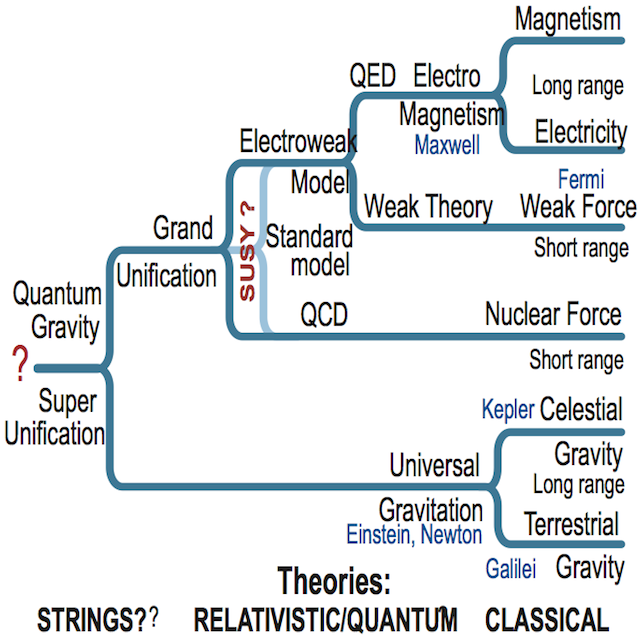 Magnetism
QED Electro
Long range
Magnetism
Maxwell
Electricity
Electroweak
Model
Fermi
Weak Theory Weak Force
Short range
SUSY ?
Standard
model
Grand
Unification
QCD Nuclear Force
Short range
Quantum
Gravity
?
Super
Unification
Kepler Celestial
Gravity
Long range
Universal
Gravitation
Einstein, Newton
Terrestrial
Galilei Gravity
Theories:
STRINGS?? RELATIVISTIC/QUANTUM ? CLASSICAL